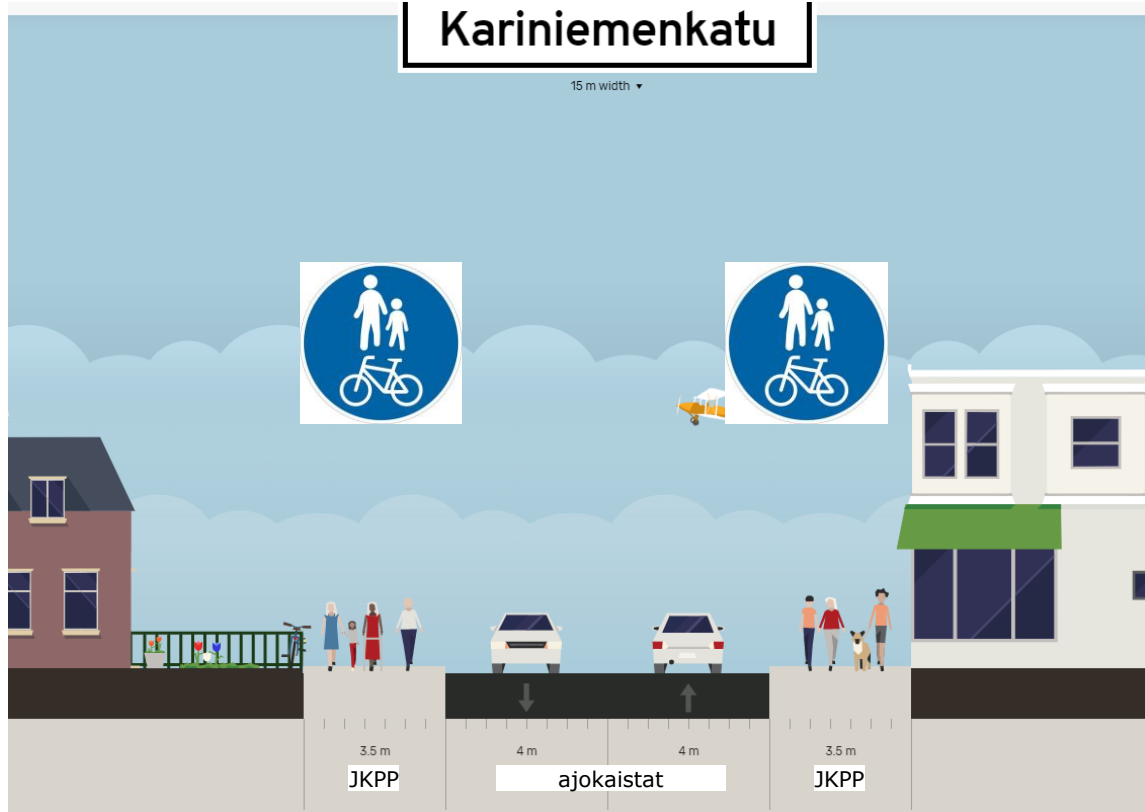 Kariniemenkatu
15 m width ▾
3.5 m
4 m
4 m
3.5 m
JKPP
ajokaistat
JKPP